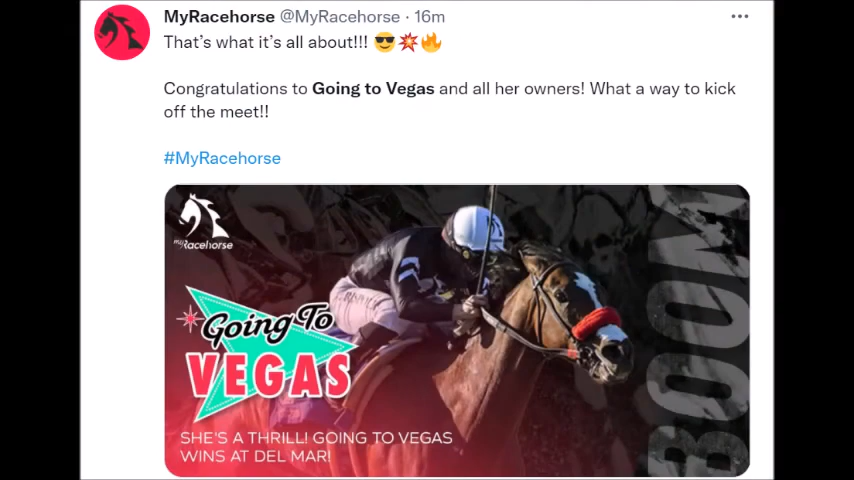 MyRacehorse @MyRacehorse · 16m
That's what it's all about!!! 😎💥🔥
Congratulations to Going to Vegas and all her owners! What a way to kick
off the meet!!
#MyRacehorse
myRacehorse
BOOM
Going To
VEGAS
SHE'S A THRILL! GOING TO VEGAS
WINS AT DEL MAR!